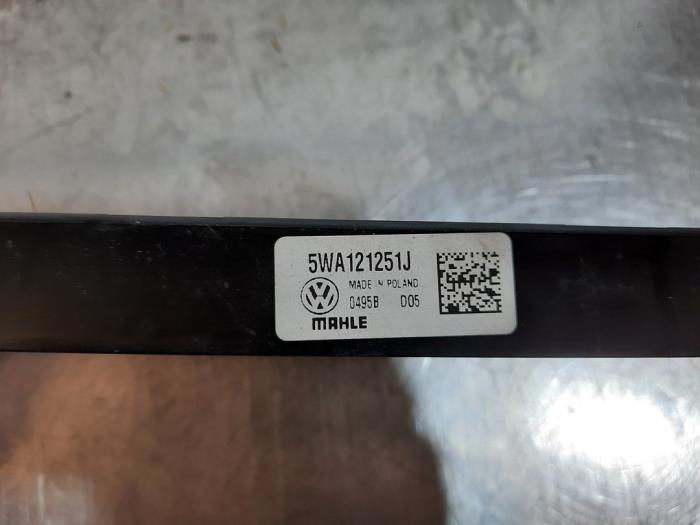 5WA121251J
MADE IN POLAND
0495B D05
MAHLE